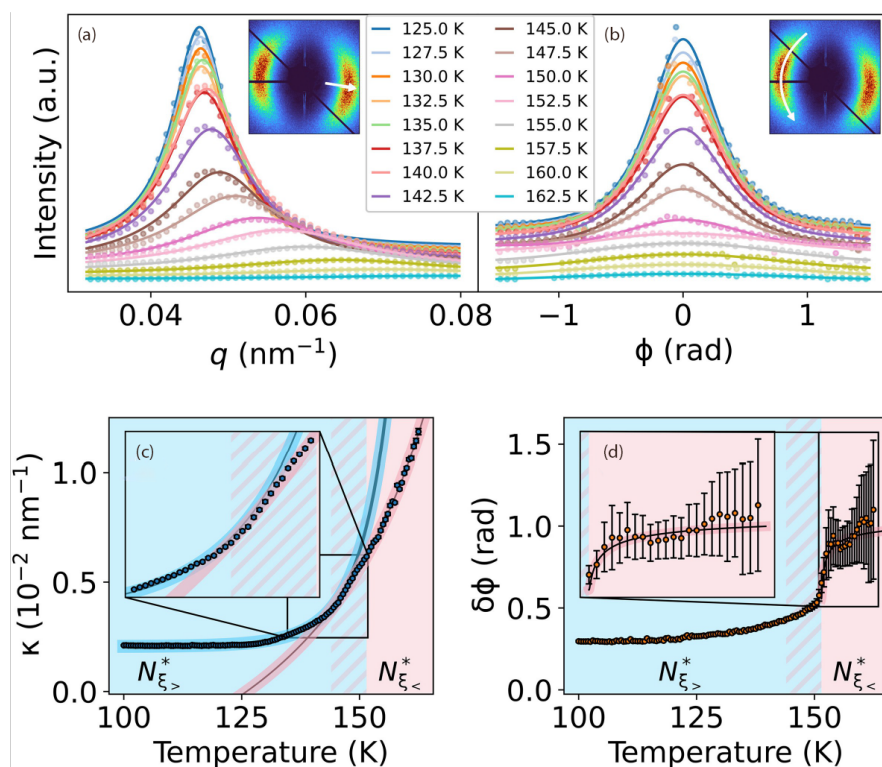 (a)
(b)
125.0 K
127.5 K
130.0 K
132.5 K
135.0 K
137.5 K
140.0 K
142.5 K
145.0 K
147.5 K
150.0 K
152.5 K
155.0 K
157.5 K
160.0 K
162.5 K
Intensity (a.u.)
0.04 0.06 0.08
q (nm⁻¹)
−1 0 1
ϕ (rad)
(c)
κ (10⁻² nm⁻¹)
1.0
0.5
0.0
N*ξ>
N*ξ<
100 125 150
Temperature (K)
(d)
δϕ (rad)
1.5
1.0
0.5
0.0
N*ξ>
N*ξ<
100 125 150
Temperature (K)